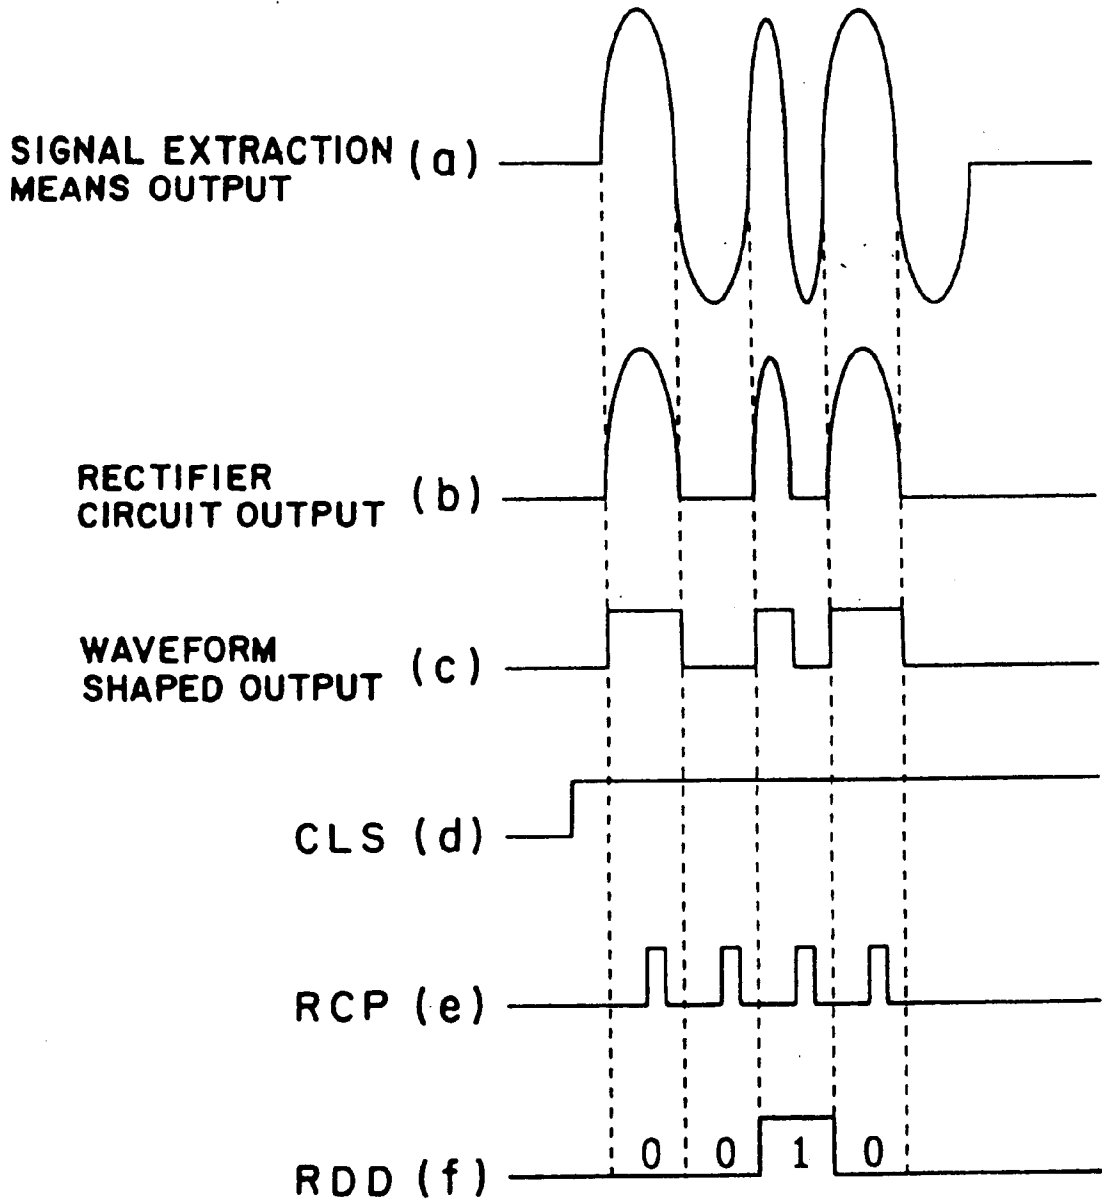 SIGNAL EXTRACTION (a)
MEANS OUTPUT
RECTIFIER
CIRCUIT OUTPUT (b)
WAVEFORM
SHAPED OUTPUT (c)
CLS (d)
RCP (e)
RDD (f)
0 0 1 0